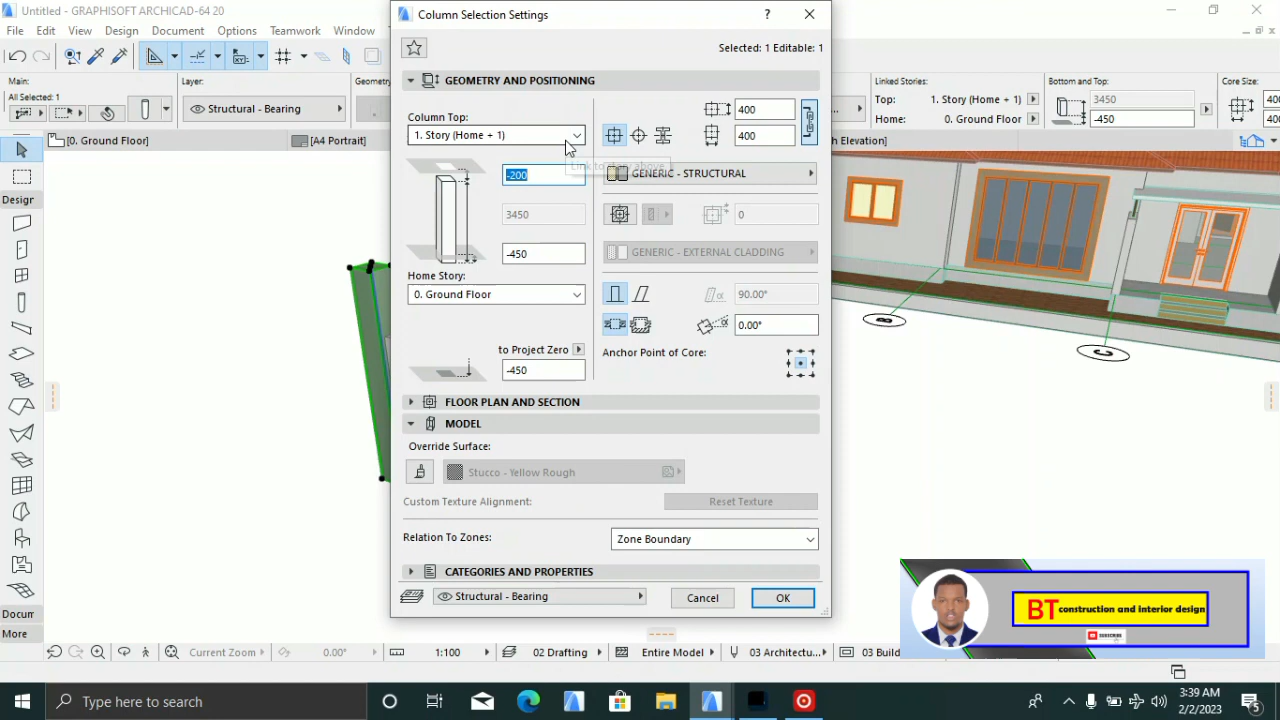 Untitled - GRAPHISOFT ARCHICAD-64 20
File Edit View Design Document Options Teamwork Window
Main:
All Selected: 1
Layer:
Structural - Bearing
Linked Stories:
Top: 1. Story (Home + 1)
Home: 0. Ground Floor
Bottom and Top:
3450
-450
Core Size:
[0. Ground Floor]
[A4 Portrait]
Elevation]
Design
Docum
More
Column Selection Settings
?
Selected: 1 Editable: 1
GEOMETRY AND POSITIONING
Column Top:
1. Story (Home + 1)
Link to story above
-200
3450
-450
Home Story:
0. Ground Floor
to Project Zero
-450
400
400
GENERIC - STRUCTURAL
0
GENERIC - EXTERNAL CLADDING
90.00°
0.00°
Anchor Point of Core:
FLOOR PLAN AND SECTION
MODEL
Override Surface:
Stucco - Yellow Rough
Custom Texture Alignment:
Reset Texture
Relation To Zones:
Zone Boundary
CATEGORIES AND PROPERTIES
Structural - Bearing
Cancel
OK
B
C
BT construction and interior design
SUBSCRIBE
Current Zoom
0.00°
1:100
02 Drafting
Entire Model
03 Architectu...
03 Build
Type here to search
3:39 AM
2/2/2023
5